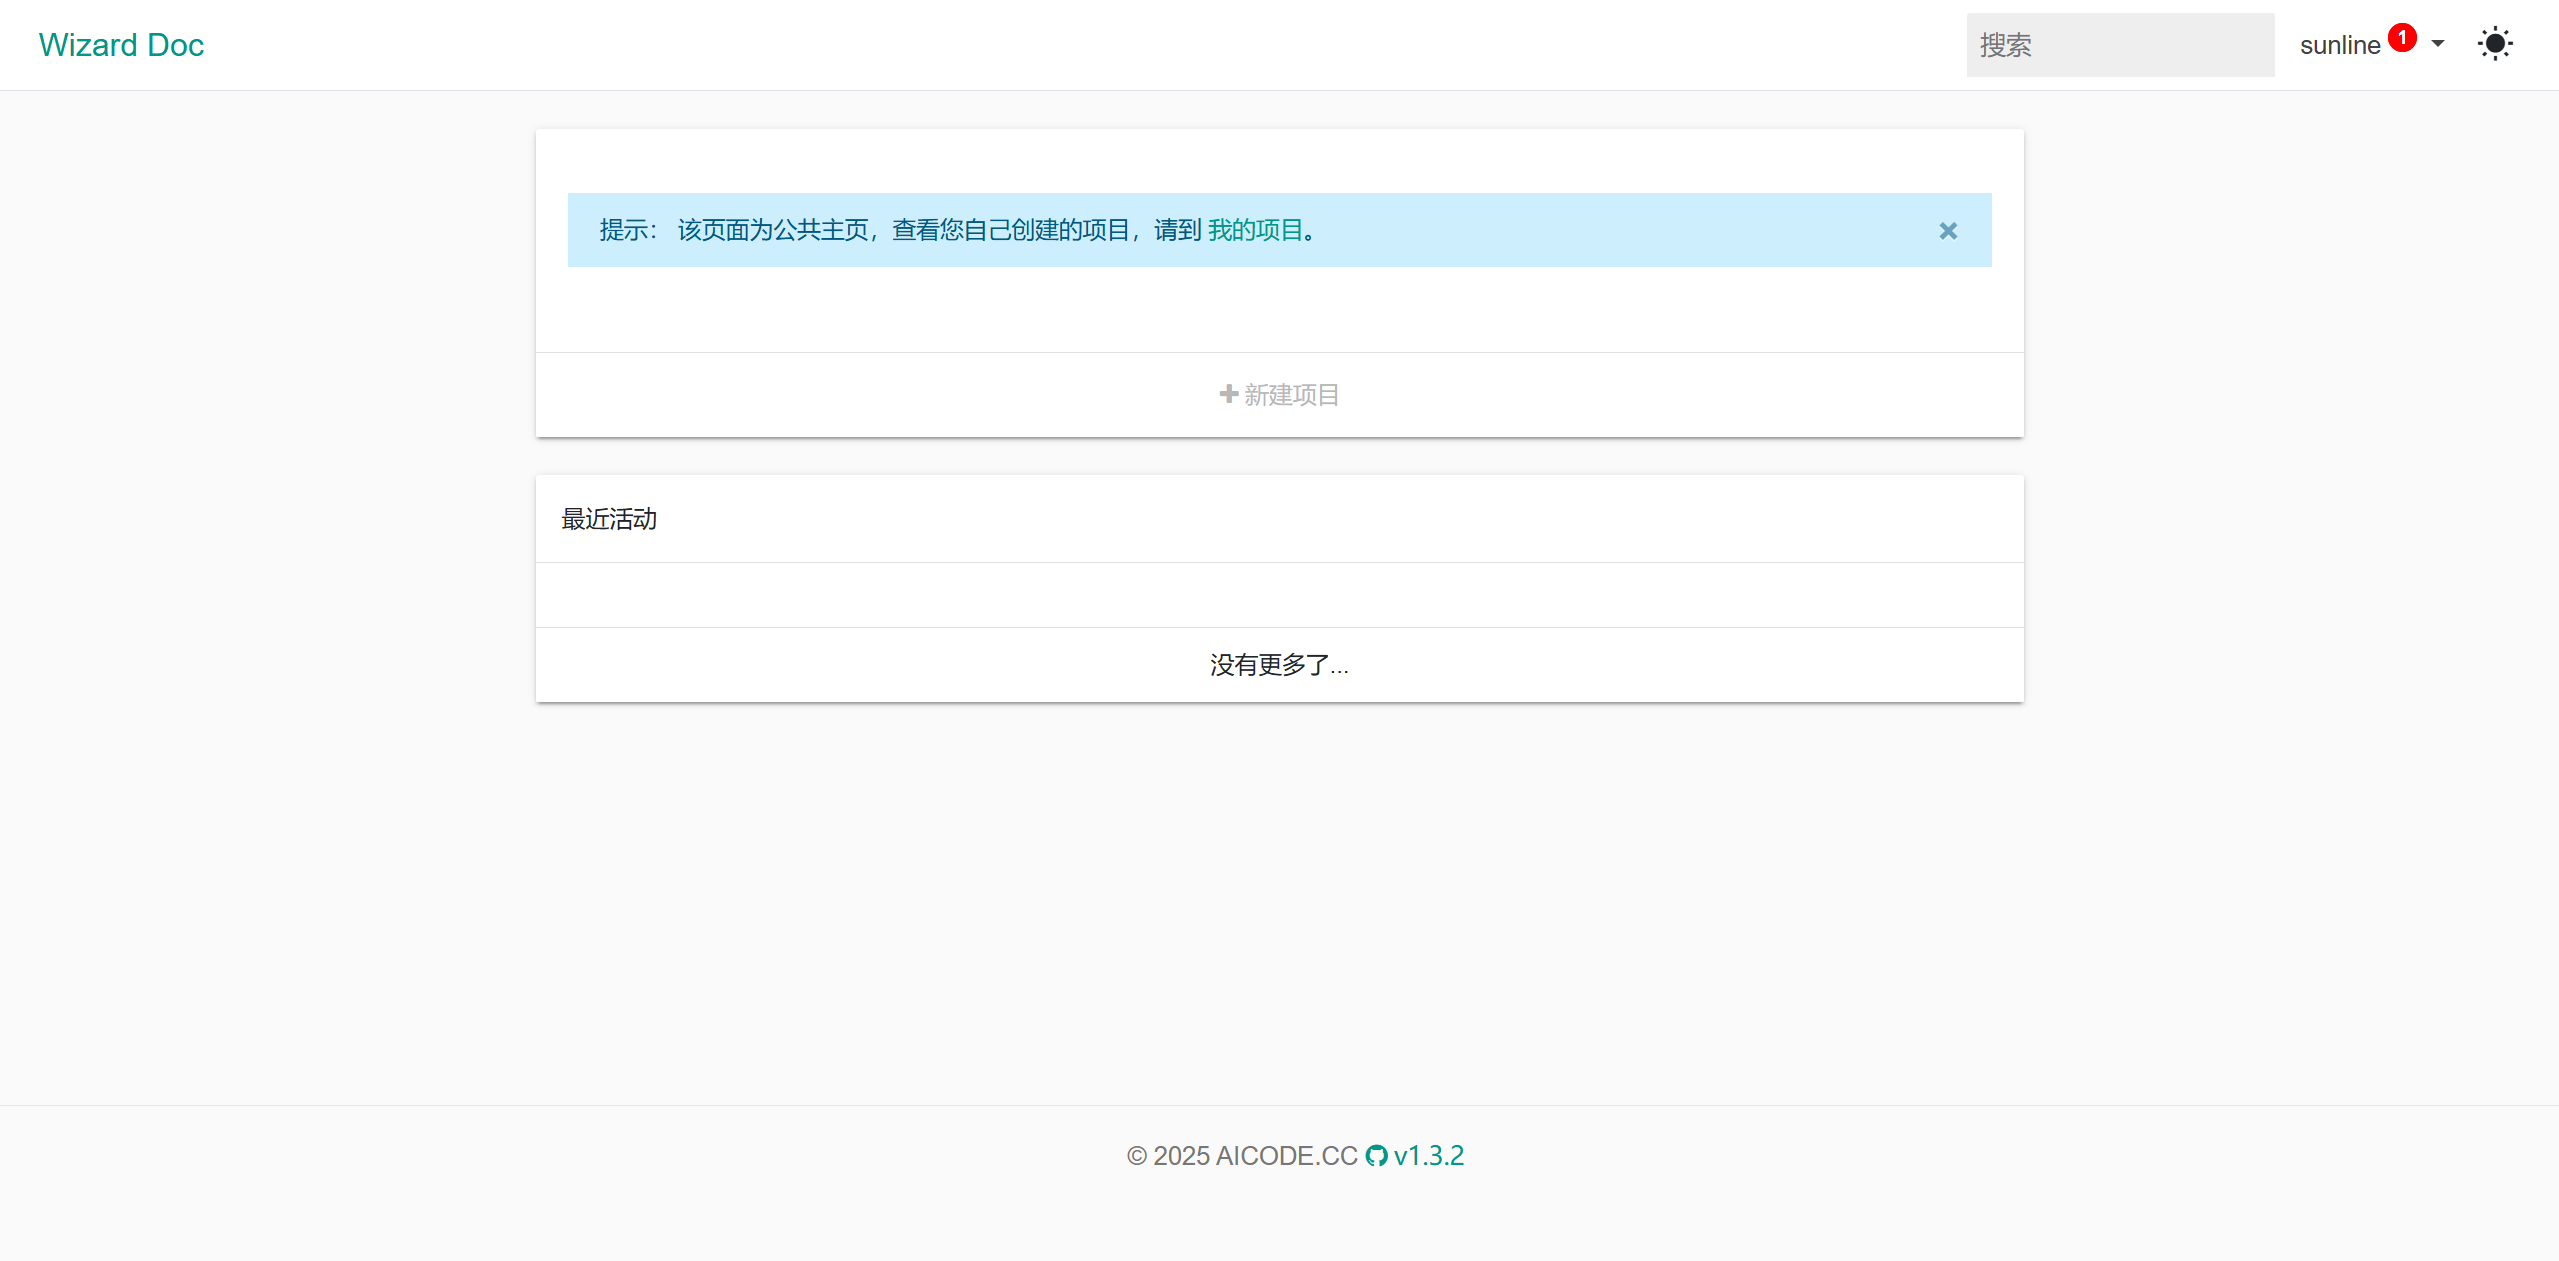 Wizard Doc
搜索
sunline 1
提示： 该页面为公共主页，查看您自己创建的项目，请到 我的项目。
新建项目
最近活动
没有更多了...
© 2025 AICODE.CC v1.3.2